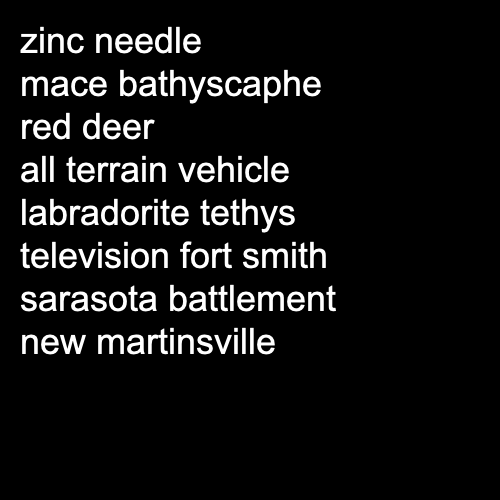 zinc needle
mace bathyscaphe
red deer
all terrain vehicle
labradorite tethys
television fort smith
sarasota battlement
new martinsville